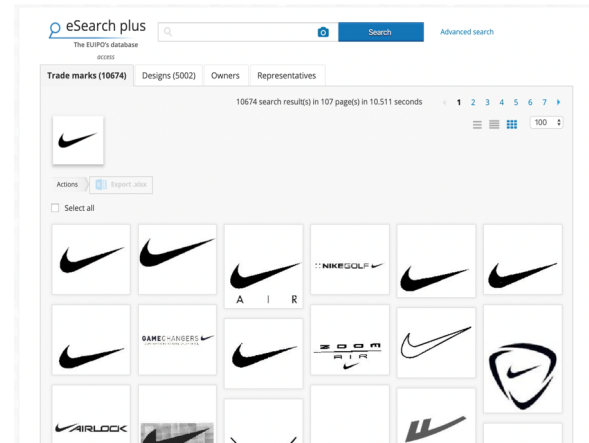 eSearch plus
The EUIPO's database
access
Search
Advanced search
Trade marks (10674)
Designs (5002)
Owners
Representatives
10674 search result(s) in 107 page(s) in 10.511 seconds
1 2 3 4 5 6 7
100
Actions
Export .xlsx
Select all
A I R
::NIKEGOLF
GAMECHANGERS
ZOOM
AIR
AIRLOCK